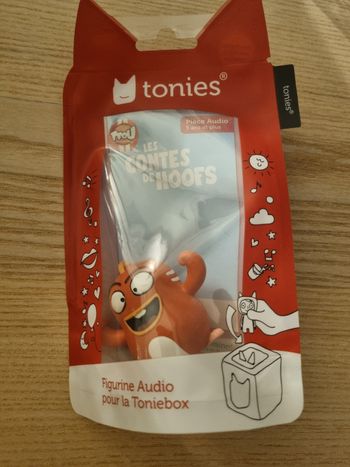 tonies®
tonies®
Pièce Audio
3 ans et plus
LES
CONTES
DE HOOFS
Figurine Audio
pour la Toniebox